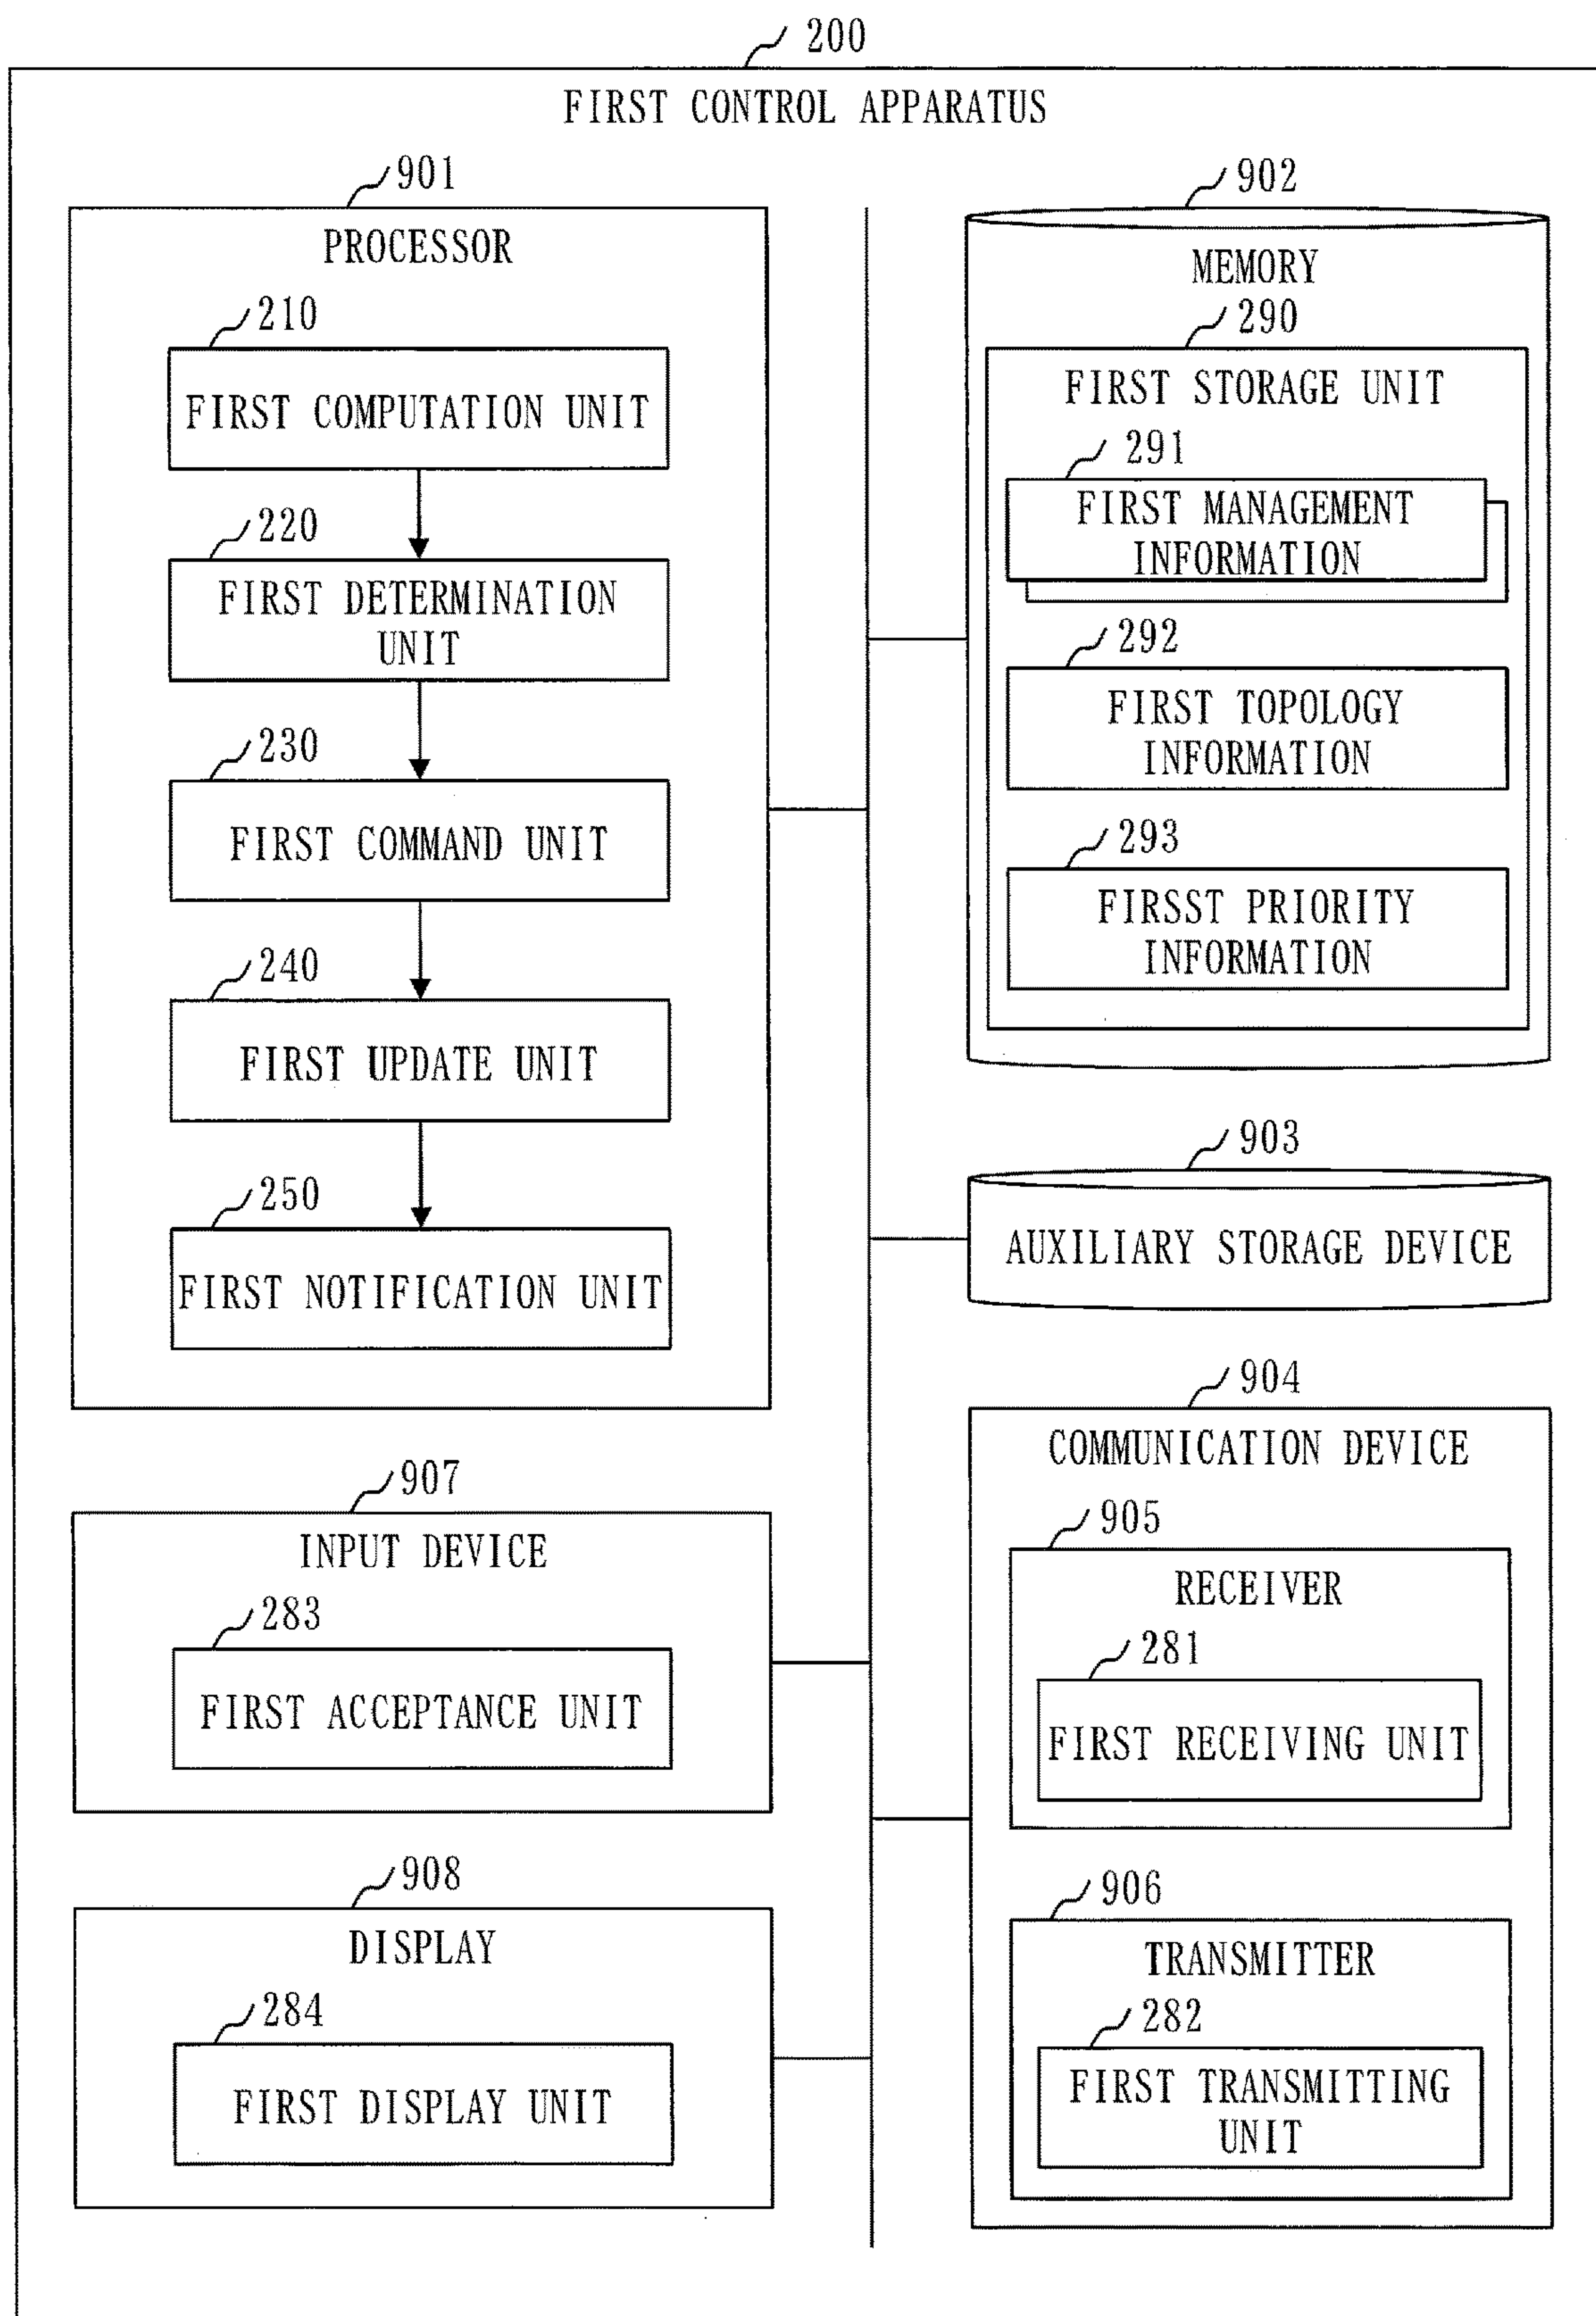 200
FIRST CONTROL APPARATUS
901
PROCESSOR
210
FIRST COMPUTATION UNIT
220
FIRST DETERMINATION
UNIT
230
FIRST COMMAND UNIT
240
FIRST UPDATE UNIT
250
FIRST NOTIFICATION UNIT
907
INPUT DEVICE
283
FIRST ACCEPTANCE UNIT
908
DISPLAY
284
FIRST DISPLAY UNIT
902
MEMORY
290
FIRST STORAGE UNIT
291
FIRST MANAGEMENT
INFORMATION
292
FIRST TOPOLOGY
INFORMATION
293
FIRSST PRIORITY
INFORMATION
903
AUXILIARY STORAGE DEVICE
904
COMMUNICATION DEVICE
905
RECEIVER
281
FIRST RECEIVING UNIT
906
TRANSMITTER
282
FIRST TRANSMITTING
UNIT